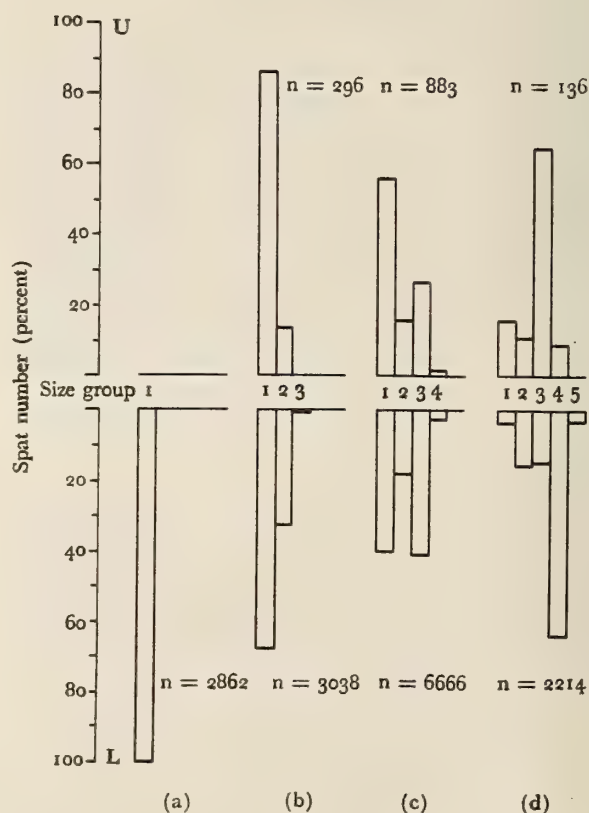 100
U
80
n = 296 n = 883 n = 136
60
40
20
Spat number (percent)
Size group 1 1 2 3 1 2 3 4 1 2 3 4 5
20
40
60
80
n = 2862 n = 3038 n = 6666 n = 2214
100 L
(a) (b) (c) (d)